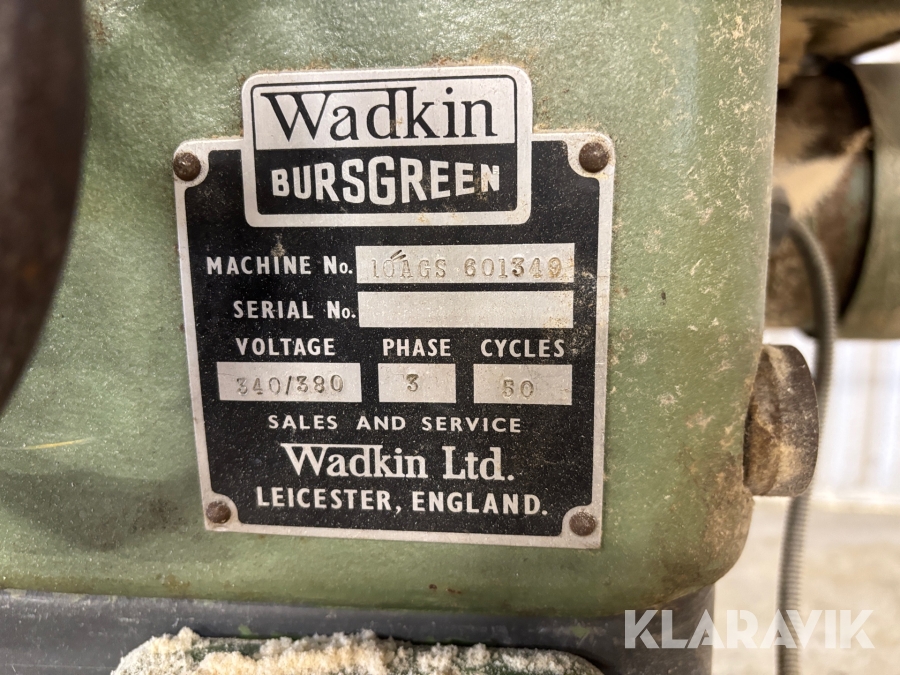 Wadkin
BURSGREEN
MACHINE No. 10AGS 601349
SERIAL No.
VOLTAGE PHASE CYCLES
340/380 3 50
SALES AND SERVICE
Wadkin Ltd.
LEICESTER, ENGLAND.
KLARAVIK